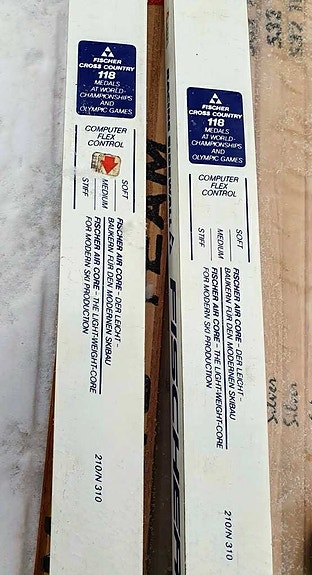 FISCHER
CROSS COUNTRY
118
MEDALS
AT WORLD-
CHAMPIONSHIPS
AND
OLYMPIC GAMES
COMPUTER
FLEX
CONTROL
SOFT
MEDIUM
STIFF
FISCHER AIR CORE - DER LEICHT-
BAUKERN FÜR DEN MODERNEN SKIBAU
FISCHER AIR CORE - THE LIGHT-WEIGHT-CORE
FOR MODERN SKI PRODUCTION
210/N 310
FISCHER
CROSS COUNTRY
118
MEDALS
AT WORLD-
CHAMPIONSHIPS
AND
OLYMPIC GAMES
COMPUTER
FLEX
CONTROL
SOFT
MEDIUM
STIFF
FISCHER AIR CORE - DER LEICHT-
BAUKERN FÜR DEN MODERNEN SKIBAU
FISCHER AIR CORE - THE LIGHT-WEIGHT-CORE
FOR MODERN SKI PRODUCTION
210/N 310